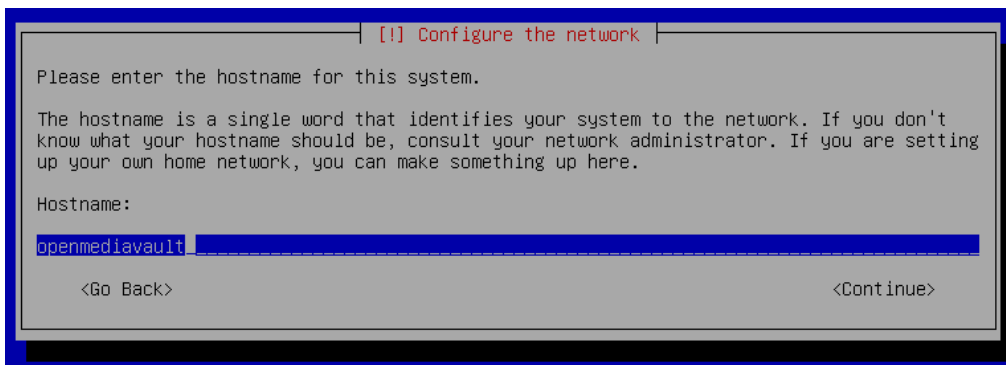 [!] Configure the network
Please enter the hostname for this system.
The hostname is a single word that identifies your system to the network. If you don't
know what your hostname should be, consult your network administrator. If you are setting
up your own home network, you can make something up here.
Hostname:
openmediavault
<Go Back> <Continue>